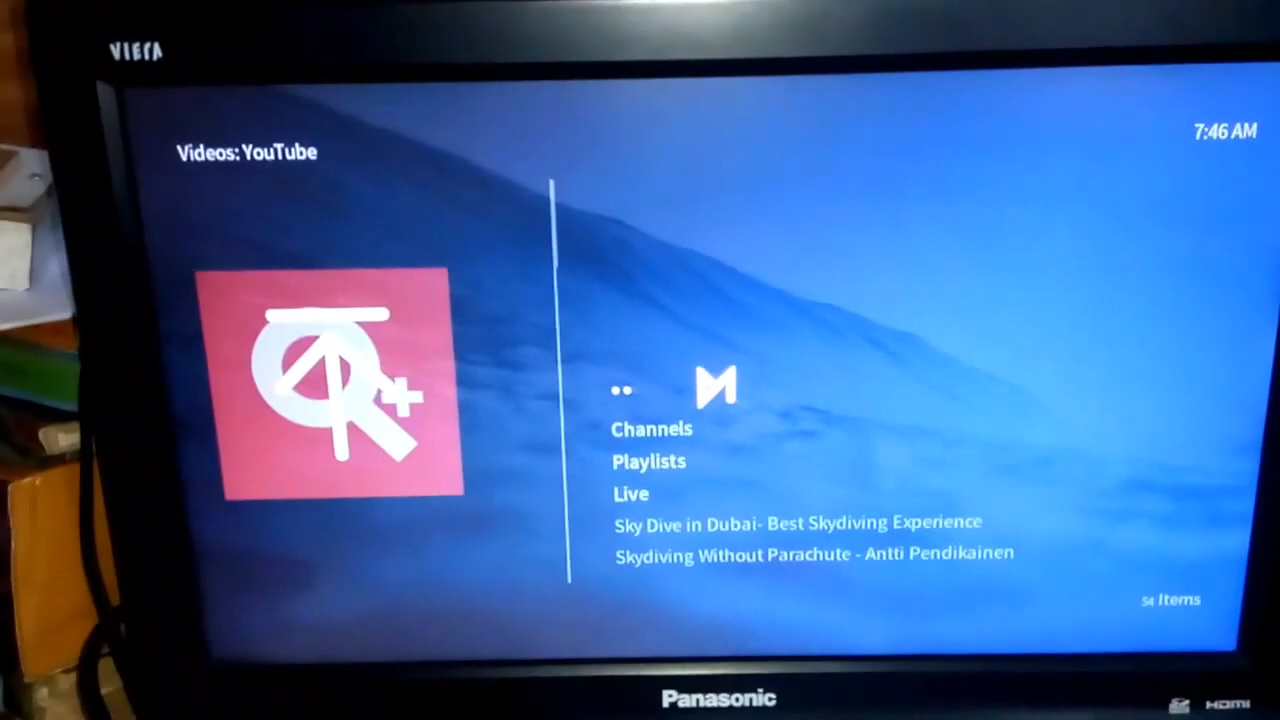 VIERA
7:46 AM
Videos: YouTube
..
Channels
Playlists
Live
Sky Dive in Dubai- Best Skydiving Experience
Skydiving Without Parachute - Antti Pendikainen
54 Items
Panasonic
HDMI